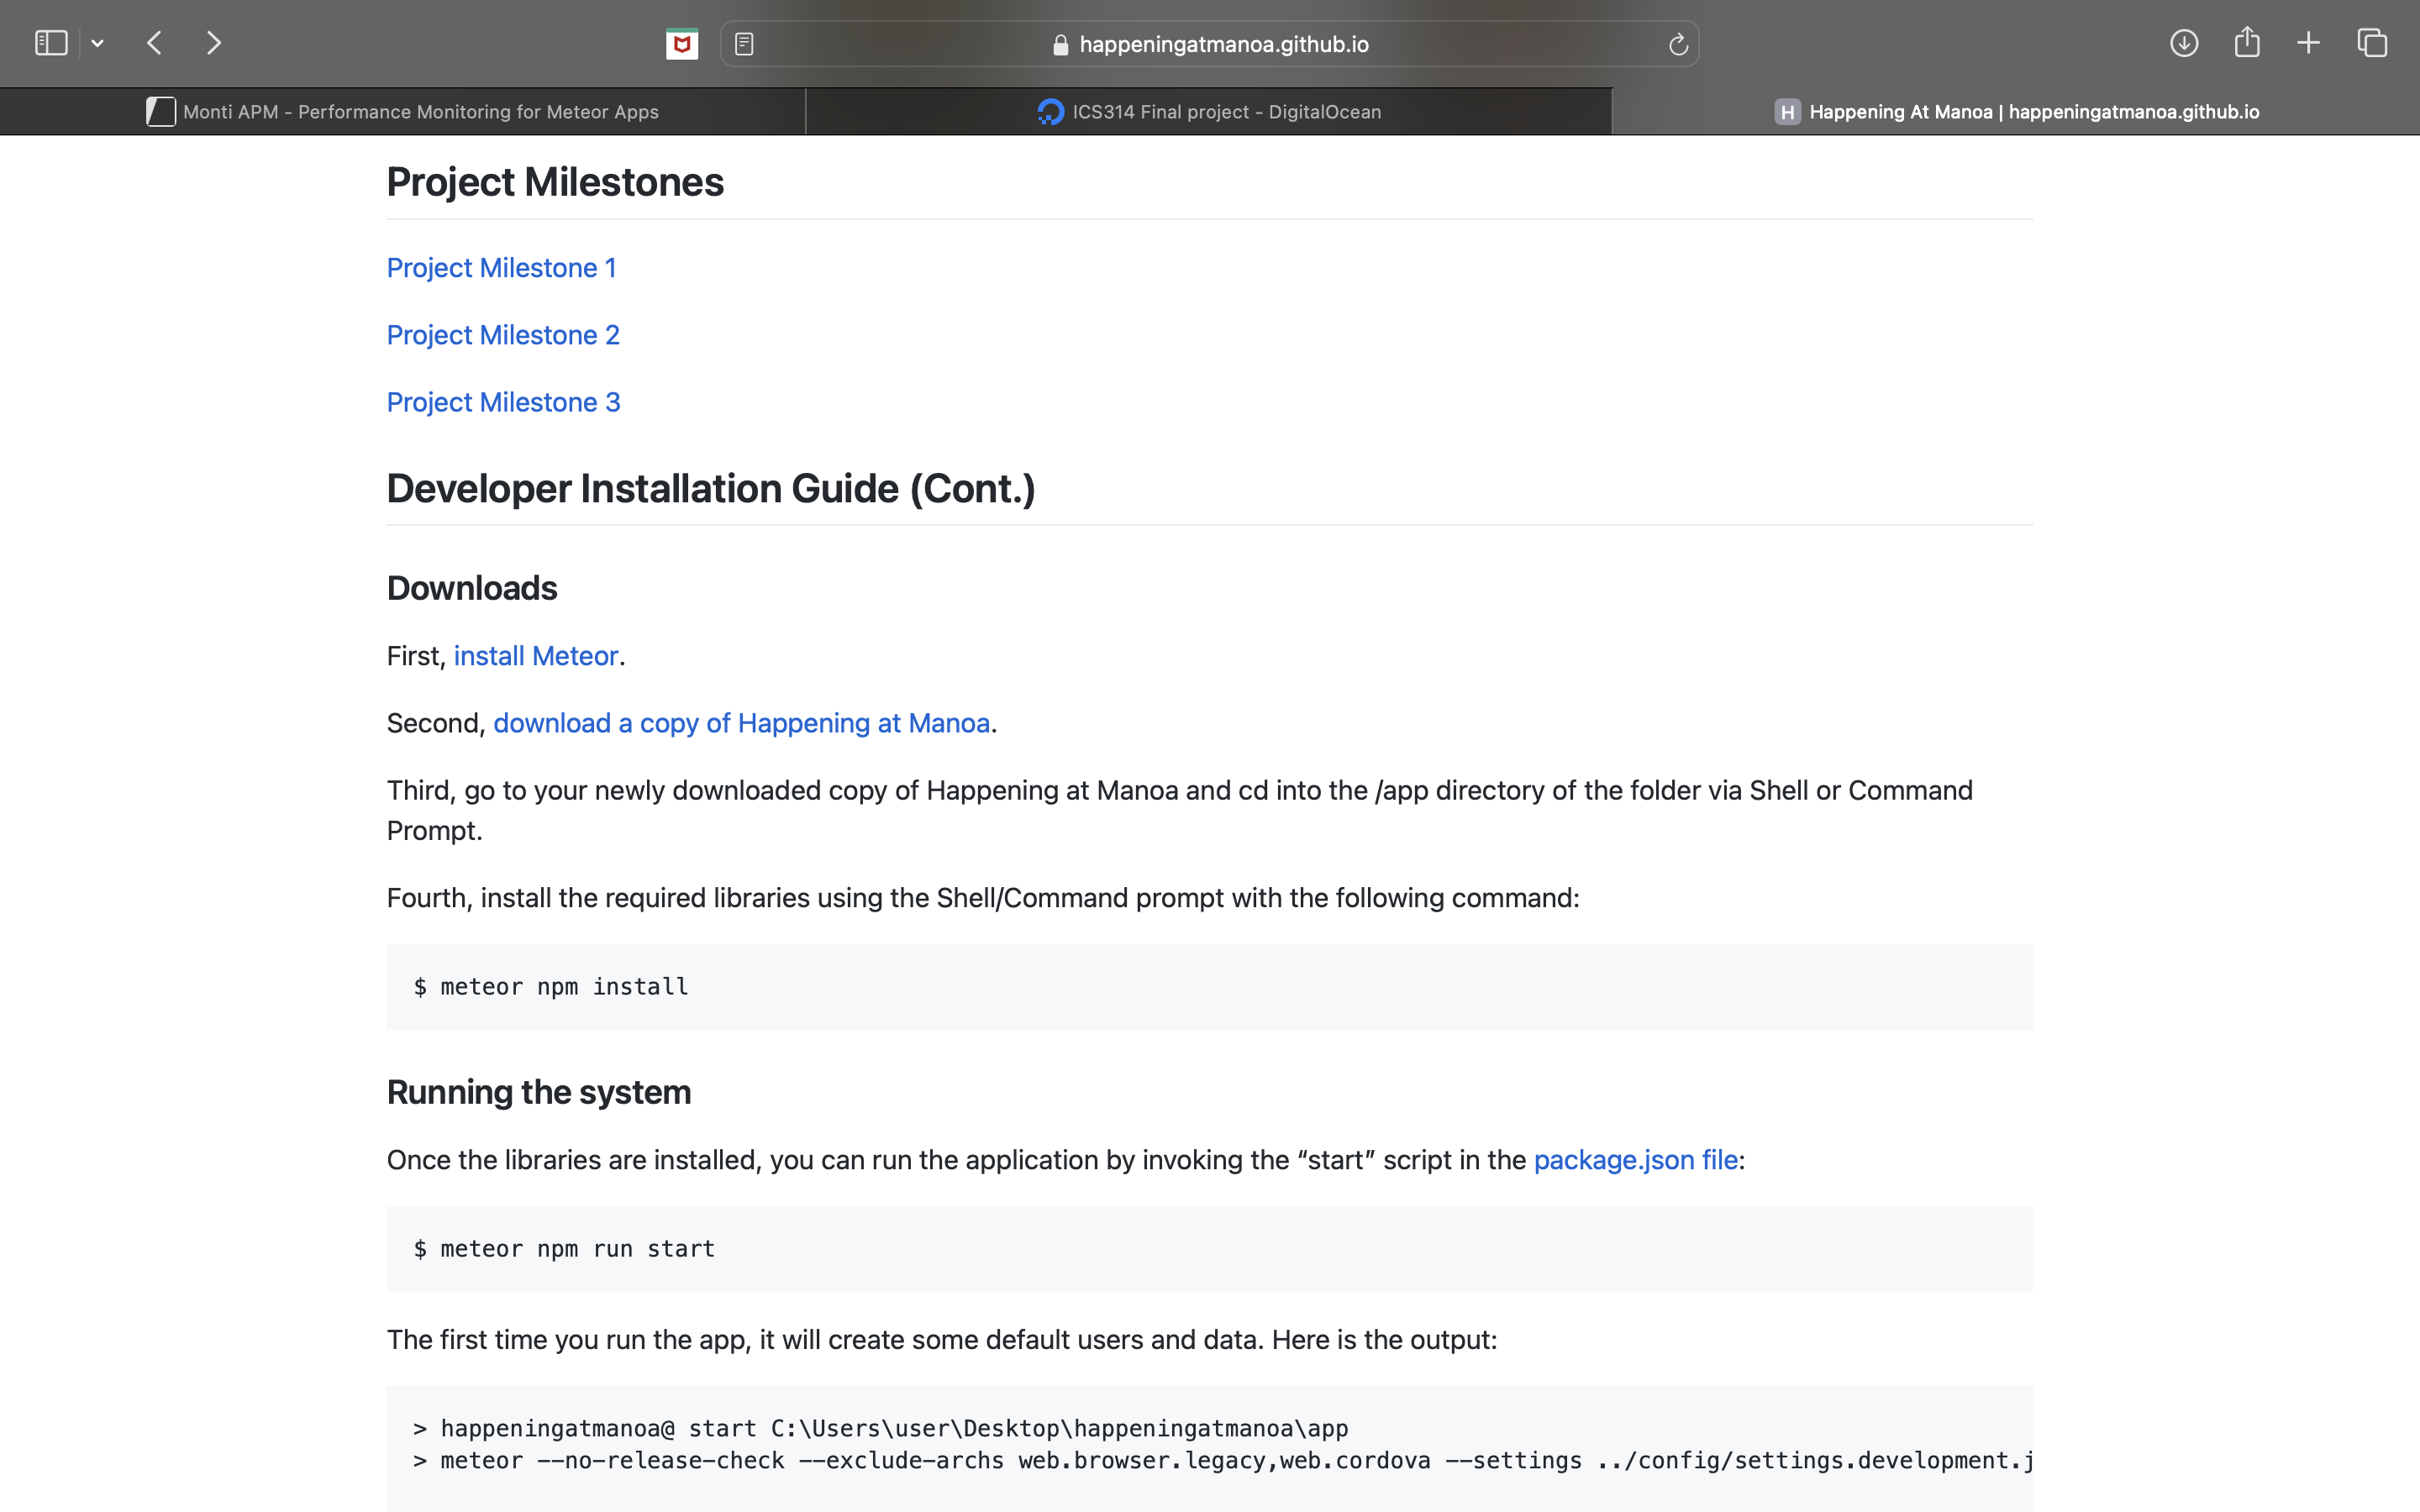 happeningatmanoa.github.io
Monti APM - Performance Monitoring for Meteor Apps
ICS314 Final project - DigitalOcean
H Happening At Manoa | happeningatmanoa.github.io
Project Milestones
Project Milestone 1
Project Milestone 2
Project Milestone 3
Developer Installation Guide (Cont.)
Downloads
First, install Meteor.
Second, download a copy of Happening at Manoa.
Third, go to your newly downloaded copy of Happening at Manoa and cd into the /app directory of the folder via Shell or Command
Prompt.
Fourth, install the required libraries using the Shell/Command prompt with the following command:
$ meteor npm install
Running the system
Once the libraries are installed, you can run the application by invoking the “start” script in the package.json file:
$ meteor npm run start
The first time you run the app, it will create some default users and data. Here is the output:
> happeningatmanoa@ start C:\Users\user\Desktop\happeningatmanoa\app
> meteor --no-release-check --exclude-archs web.browser.legacy,web.cordova --settings ../config/settings.development.j